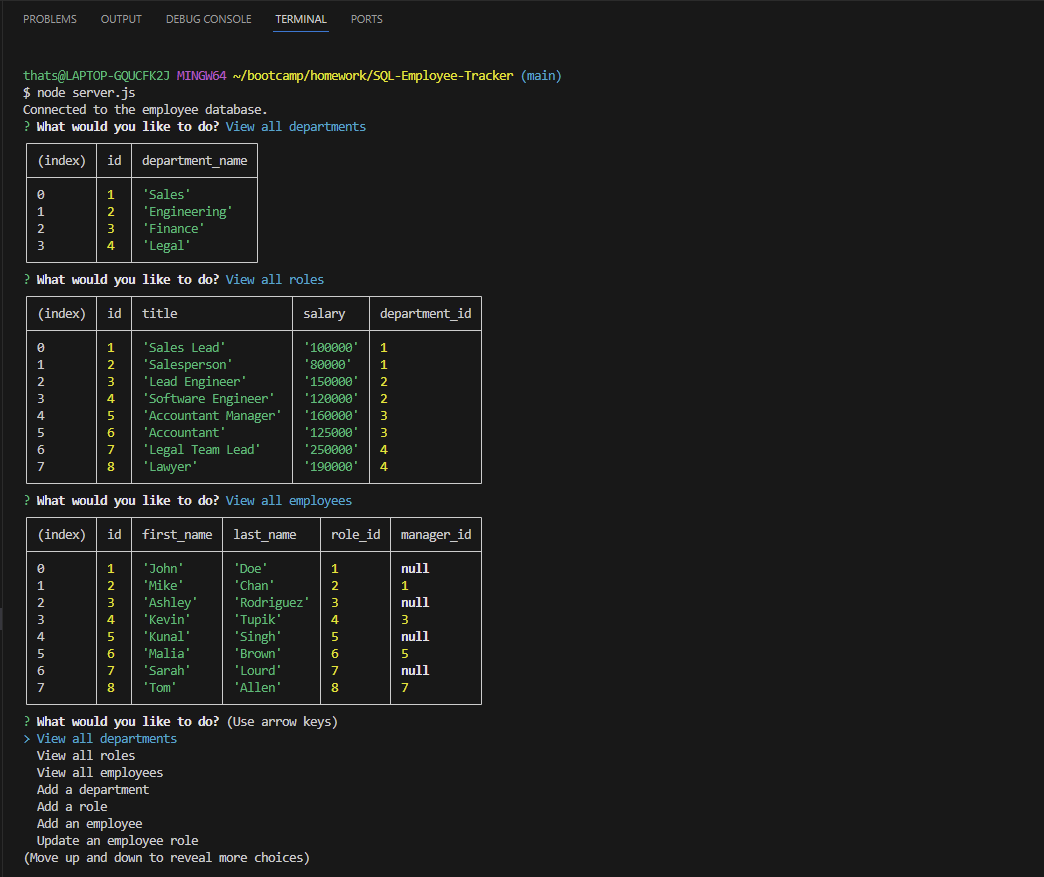 PROBLEMS OUTPUT DEBUG CONSOLE TERMINAL PORTS
thats@LAPTOP-GQUCFK2J MINGW64 ~/bootcamp/homework/SQL-Employee-Tracker (main)
$ node server.js
Connected to the employee database.
? What would you like to do? View all departments
(index) id department_name
0 1 'Sales'
1 2 'Engineering'
2 3 'Finance'
3 4 'Legal'
? What would you like to do? View all roles
(index) id title salary department_id
0 1 'Sales Lead' '100000' 1
1 2 'Salesperson' '80000' 1
2 3 'Lead Engineer' '150000' 2
3 4 'Software Engineer' '120000' 2
4 5 'Accountant Manager' '160000' 3
5 6 'Accountant' '125000' 3
6 7 'Legal Team Lead' '250000' 4
7 8 'Lawyer' '190000' 4
? What would you like to do? View all employees
(index) id first_name last_name role_id manager_id
0 1 'John' 'Doe' 1 null
1 2 'Mike' 'Chan' 2 1
2 3 'Ashley' 'Rodriguez' 3 null
3 4 'Kevin' 'Tupik' 4 3
4 5 'Kunal' 'Singh' 5 null
5 6 'Malia' 'Brown' 6 5
6 7 'Sarah' 'Lourd' 7 null
7 8 'Tom' 'Allen' 8 7
? What would you like to do? (Use arrow keys)
> View all departments
View all roles
View all employees
Add a department
Add a role
Add an employee
Update an employee role
(Move up and down to reveal more choices)